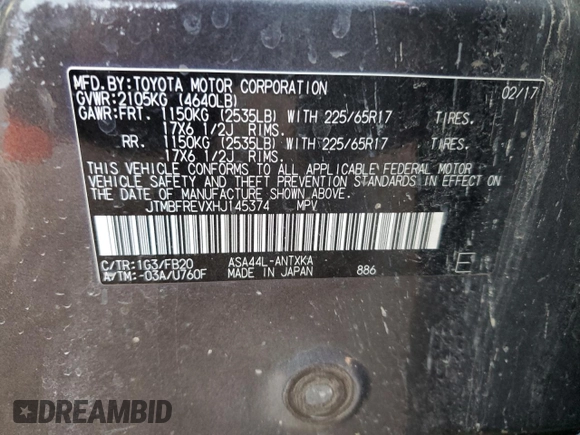 MFD.BY:TOYOTA MOTOR CORPORATION 02/17
GVWR:2105KG (4640LB)
GAWR:FRT. 1150KG (2535LB) WITH 225/65R17 TIRES.
17X6 1/2J RIMS.
RR. 1150KG (2535LB) WITH 225/65R17 TIRES.
17X6 1/2J RIMS.
THIS VEHICLE CONFORMS TO ALL APPLICABLE FEDERAL MOTOR
VEHICLE SAFETY AND THEFT PREVENTION STANDARDS IN EFFECT ON
THE DATE OF MANUFACTURE SHOWN ABOVE.
JTMBFREVXHJ145374 MPV
C/TR:1G3/FB20 ASA44L-ANTXKA E
A/TM:-03A/U760F MADE IN JAPAN 886
DREAMBID